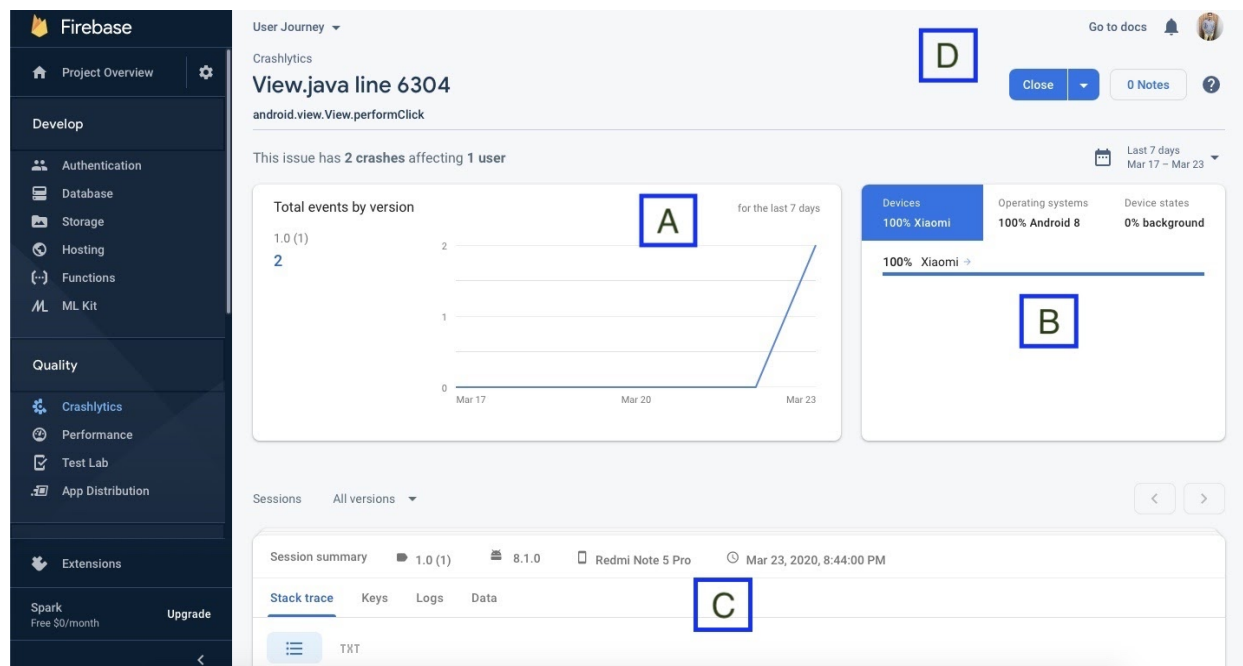 Firebase
Project Overview
Develop
Authentication
Database
Storage
Hosting
Functions
ML Kit
Quality
Crashlytics
Performance
Test Lab
App Distribution
Extensions
Spark
Free $0/month
Upgrade
User Journey
Go to docs
Crashlytics
View.java line 6304
android.view.View.performClick
D
Close
0 Notes
This issue has 2 crashes affecting 1 user
Last 7 days
Mar 17 – Mar 23
Total events by version
A
for the last 7 days
1.0 (1)
2
2
1
0
Mar 17 Mar 20 Mar 23
Devices
100% Xiaomi
Operating systems
100% Android 8
Device states
0% background
100% Xiaomi
B
Sessions All versions
Session summary 1.0 (1) 8.1.0 Redmi Note 5 Pro Mar 23, 2020, 8:44:00 PM
Stack trace Keys Logs Data
C
TXT